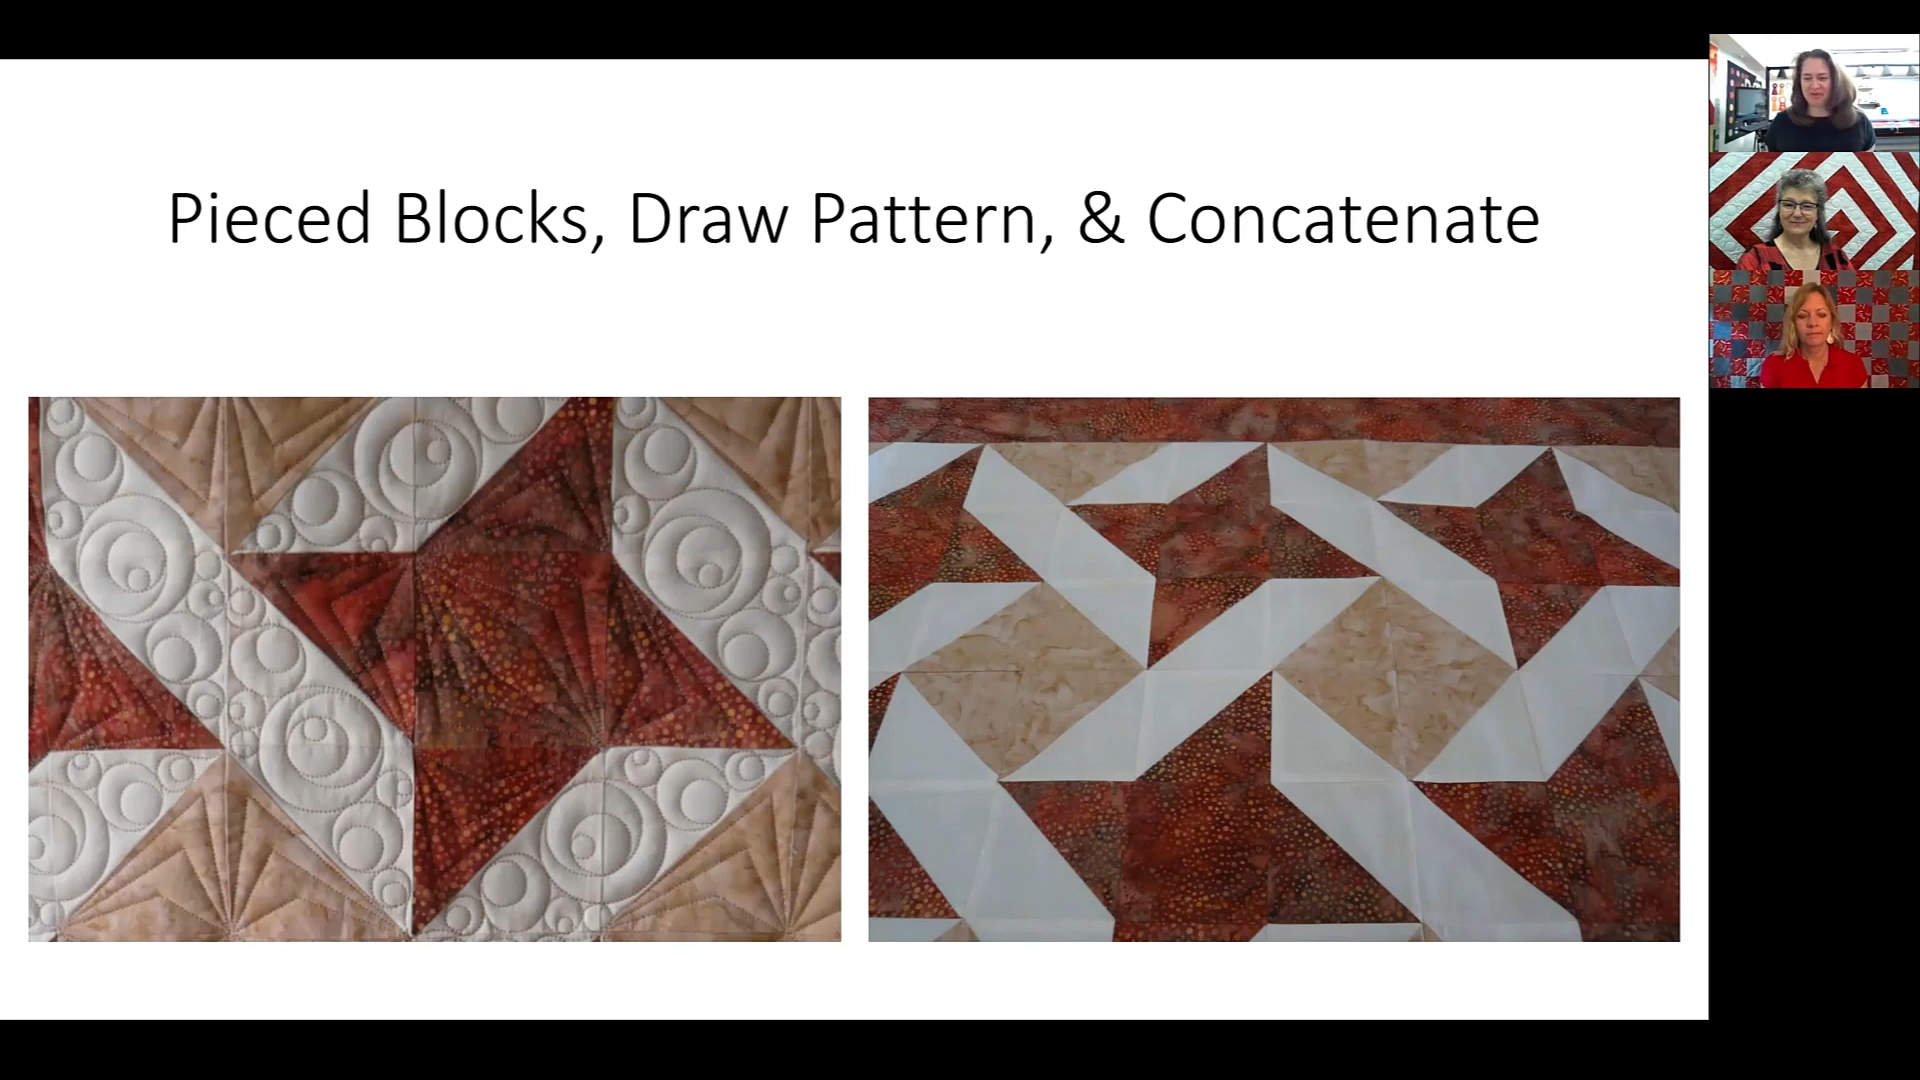 Pieced Blocks, Draw Pattern, & Concatenate